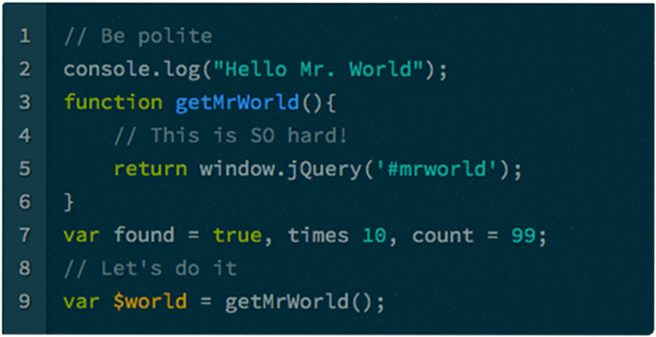 1 // Be polite
2 console.log("Hello Mr. World");
3 function getMrWorld(){
4     // This is SO hard!
5     return window.jQuery('#mrworld');
6 }
7 var found = true, times 10, count = 99;
8 // Let's do it
9 var $world = getMrWorld();